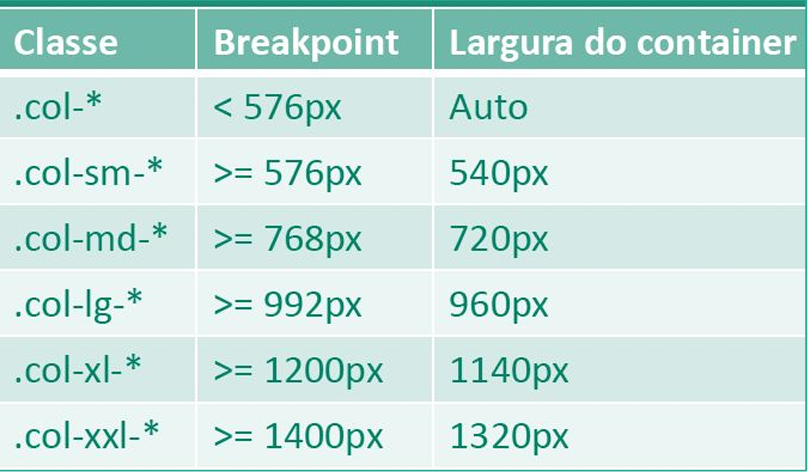 Classe Breakpoint Largura do container
.col-* < 576px Auto
.col-sm-* >= 576px 540px
.col-md-* >= 768px 720px
.col-lg-* >= 992px 960px
.col-xl-* >= 1200px 1140px
.col-xxl-* >= 1400px 1320px